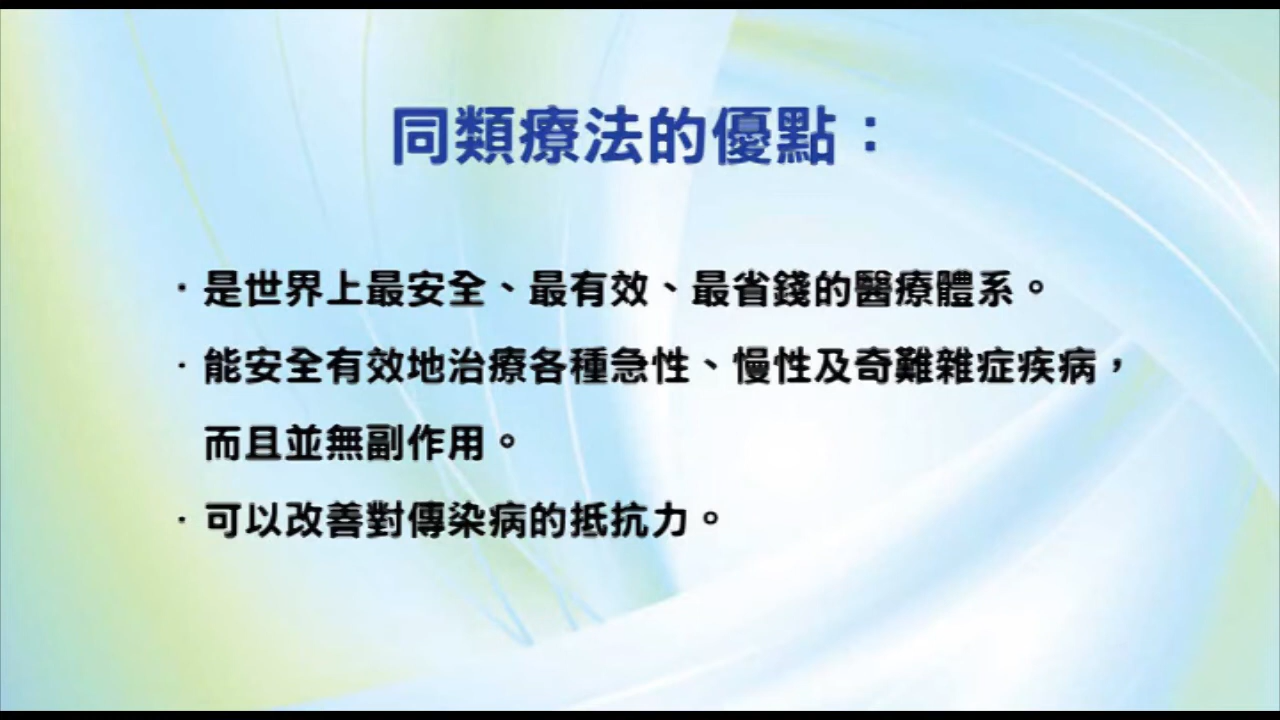 同類療法的優點：
·是世界上最安全、最有效、最省錢的醫療體系。
·能安全有效地治療各種急性、慢性及奇難雜症疾病，
而且並無副作用。
·可以改善對傳染病的抵抗力。